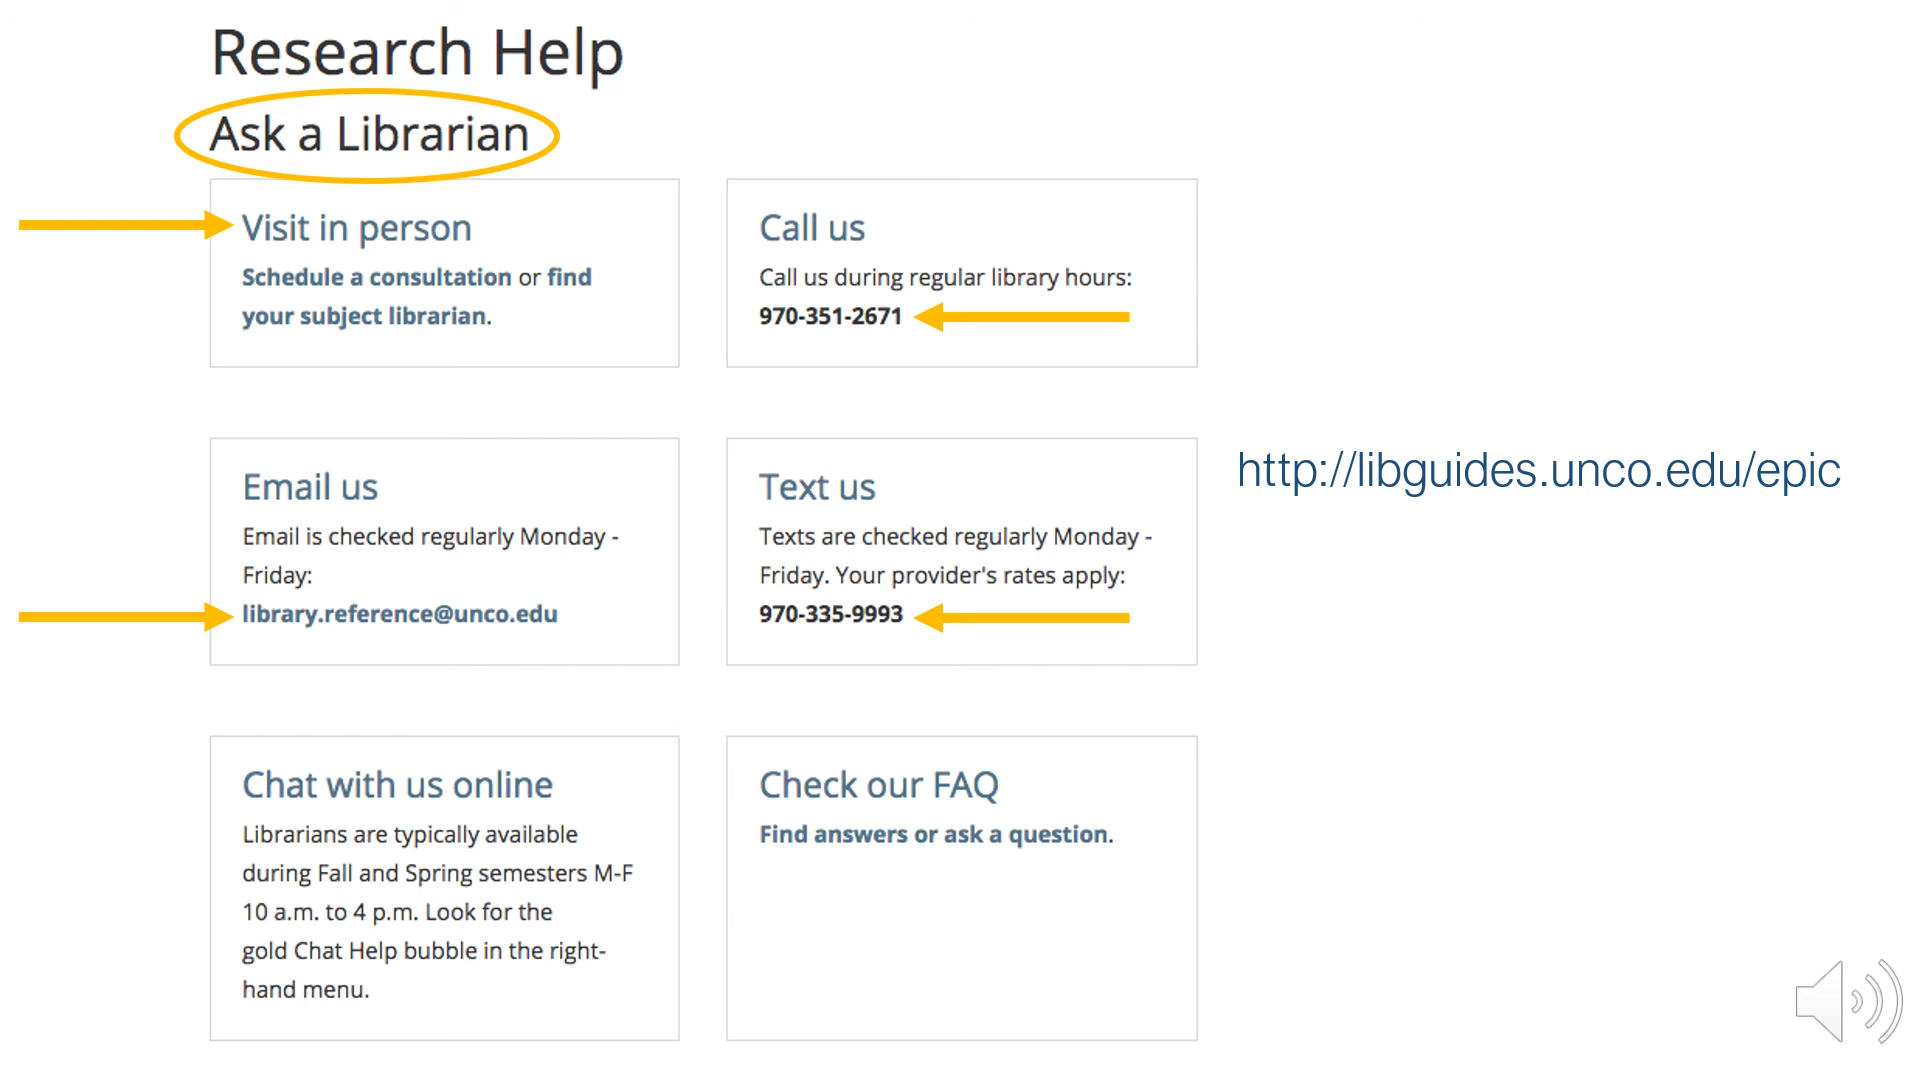 Research Help
Ask a Librarian
Visit in person
Schedule a consultation or find
your subject librarian.
Call us
Call us during regular library hours:
970-351-2671
Email us
Email is checked regularly Monday -
Friday:
library.reference@unco.edu
Text us
Texts are checked regularly Monday -
Friday. Your provider's rates apply:
970-335-9993
http://libguides.unco.edu/epic
Chat with us online
Librarians are typically available
during Fall and Spring semesters M-F
10 a.m. to 4 p.m. Look for the
gold Chat Help bubble in the right-
hand menu.
Check our FAQ
Find answers or ask a question.